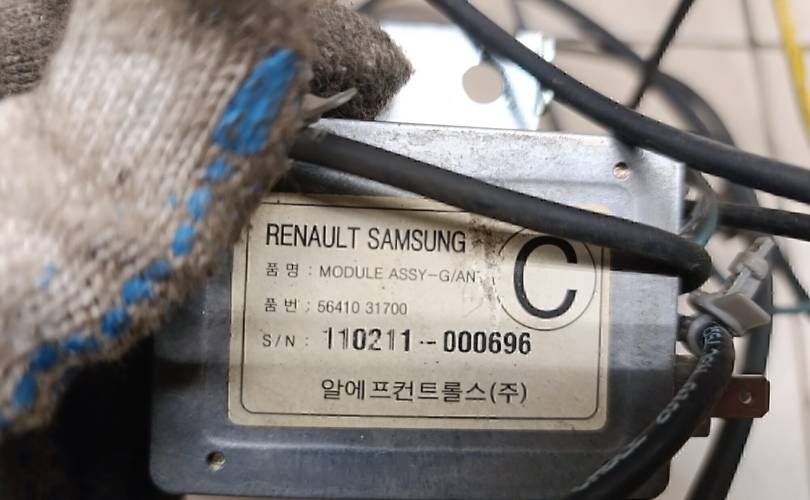 RENAULT SAMSUNG
C
품 명 : MODULE ASSY-G/ANT
품 번 : 56410 31700
S/N : 110211--000696
알에프컨트롤스(주)